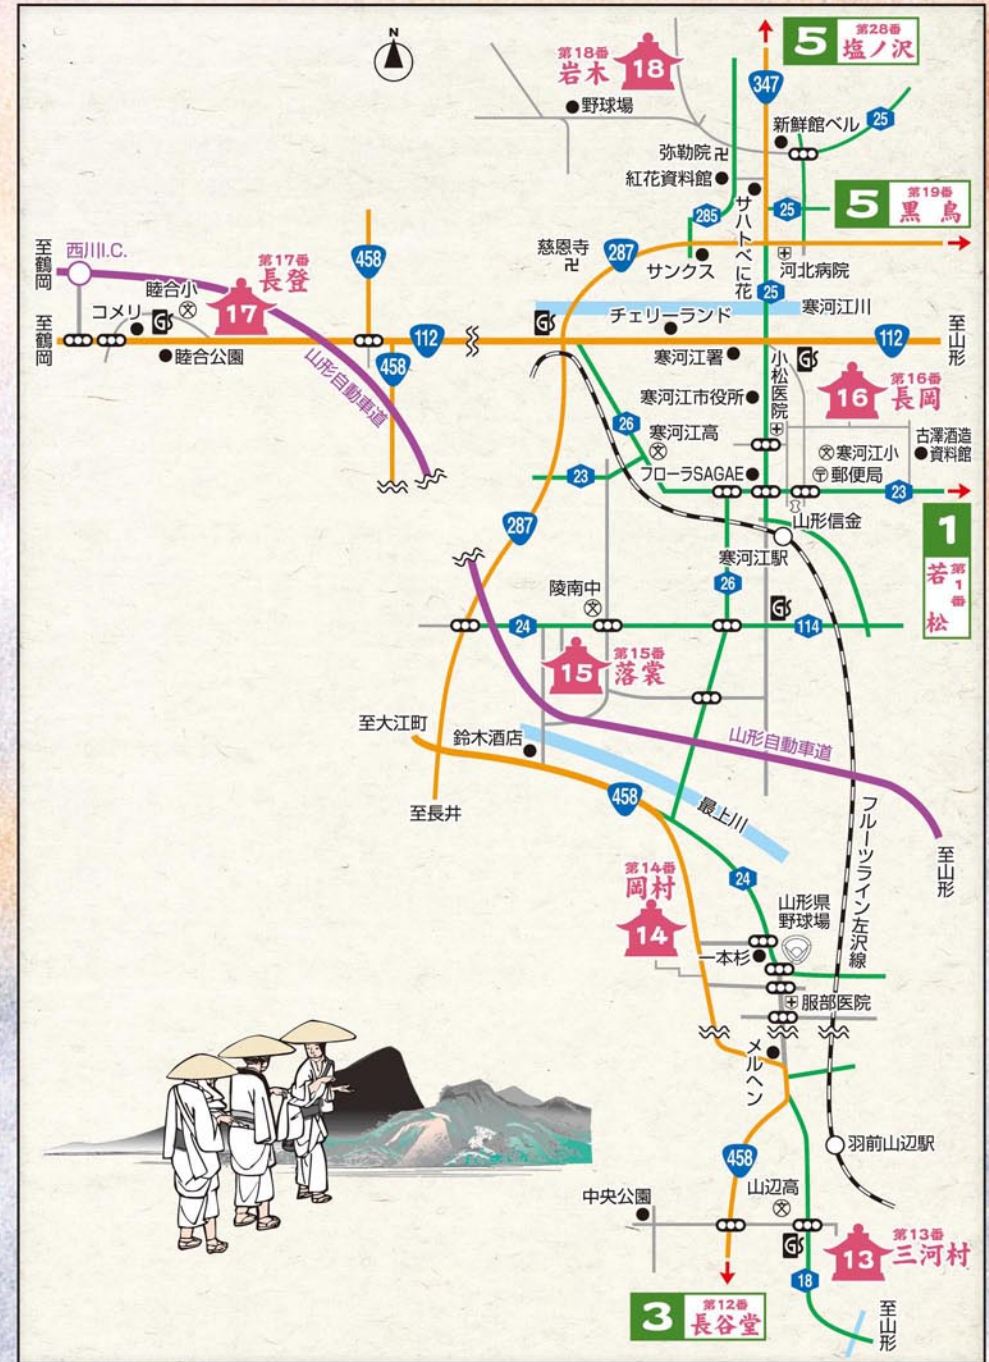 N
5
第28番
塩ノ沢
第18番
岩木
18
野球場
347
新鮮館ベル
25
弥勒院卍
紅花資料館
サハトべに花
285
25
5
第19番
黒鳥
慈恩寺
卍
287
サンクス
河北病院
25
寒河江川
至鶴岡
西川I.C.
第17番
長登
17
458
睦合小
文
コメリ
GS
至鶴岡
睦合公園
山形自動車道
458
112
GS
チェリーランド
112
至山形
寒河江署
小松医院
GS
第16番
長岡
16
寒河江市役所
26
寒河江高
文
文寒河江小
古澤酒造
資料館
フローラSAGAE
〒郵便局
23
23
1
第1番
若松
山形信金
287
寒河江駅
26
陵南中
文
GS
24
114
第15番
落裳
15
至大江町
鈴木酒店
山形自動車道
至長井
458
最上川
フルーツライン左沢線
至山形
第14番
岡村
14
24
山形県
野球場
一本杉
服部医院
メルヘン
羽前山辺駅
458
中央公園
山辺高
文
GS
第13番
三河村
13
18
3
第12番
長谷堂
至山形